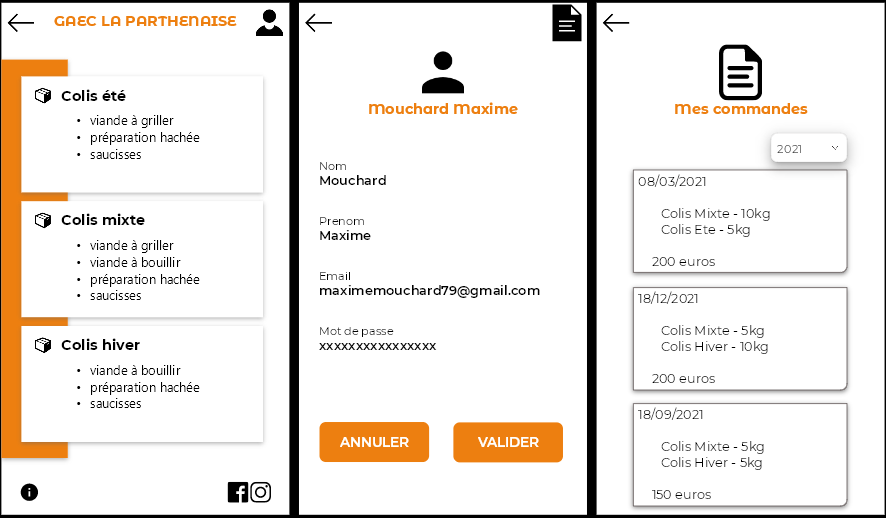 GAEC LA PARTHENAISE
Colis été
• viande à griller
• préparation hachée
• saucisses
Colis mixte
• viande à griller
• viande à bouillir
• préparation hachée
• saucisses
Colis hiver
• viande à bouillir
• préparation hachée
• saucisses
Mouchard Maxime
Nom
Mouchard
Prenom
Maxime
Email
maximemouchard79@gmail.com
Mot de passe
xxxxxxxxxxxxxxxx
ANNULER
VALIDER
Mes commandes
2021
08/03/2021
Colis Mixte - 10kg
Colis Ete - 5kg
200 euros
18/12/2021
Colis Mixte - 5kg
Colis Hiver - 10kg
200 euros
18/09/2021
Colis Mixte - 5kg
Colis Hiver - 5kg
150 euros